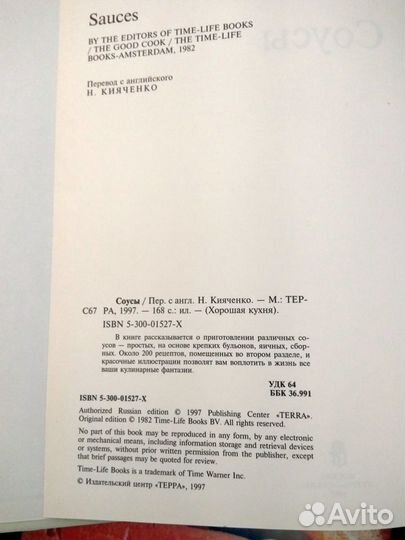 Sauces
BY THE EDITORS OF TIME-LIFE BOOKS
/ THE GOOD COOK / THE TIME-LIFE
BOOKS-AMSTERDAM, 1982
Перевод с английского
Н. КИЯЧЕНКО
Соусы
Соусы / Пер. с англ. Н. Кияченко. — М.: ТЕР-
С67 РА, 1997. — 168 с.: ил. — (Хорошая кухня).
ISBN 5-300-01527-X
В книге рассказывается о приготовлении различных со-
усов — простых, на основе крепких бульонов, яичных, сбор-
ных. Около 200 рецептов, помещенных во втором разделе, и
красочные иллюстрации позволят вам воплотить в жизнь все
ваши кулинарные фантазии.
УДК 64
ББК 36.991
ISBN 5-300-01527-X
Authorized Russian edition © 1997 Publishing Center «TERRA».
Original edition © 1982 Time-Life Books BV. All rights reserved.
No part of this book may be reproduced in any form, by any electronic
or mechanical means, including information storage and retrieval devices
or systems, without prior written permission from the publisher, except
that brief passages may be quoted for review.
Time-Life Books is a trademark of Time Warner Inc.
© Издательский центр «ТЕРРА», 1997
Avito